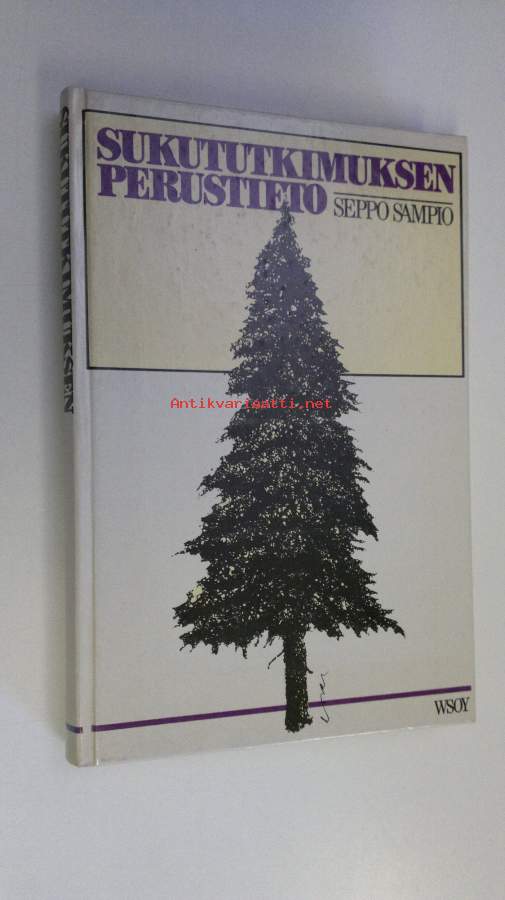 SUKUTUTKIMUKSEN
PERUSTIETO
SEPPO SAMPIO
Antikvariaatti.net
WSOY
SUKUTUTKIMUKSEN